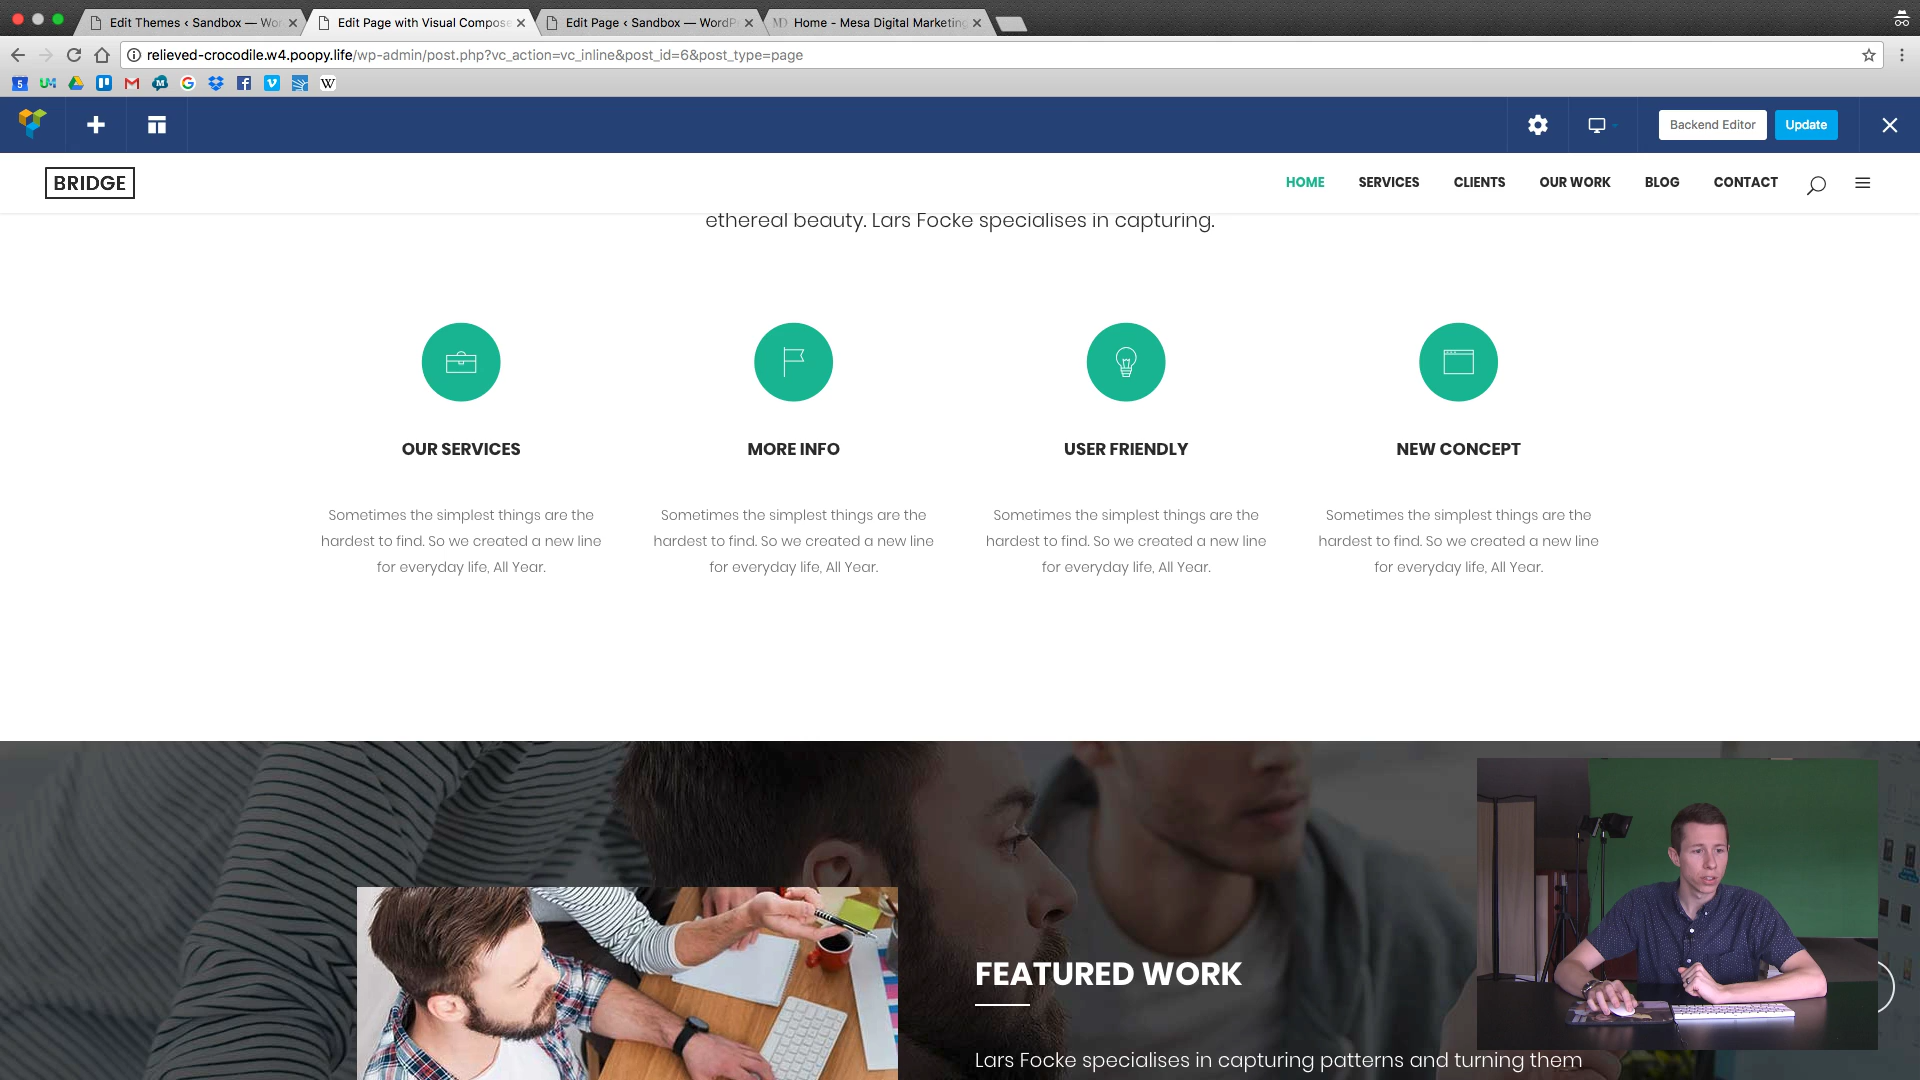 Edit Themes ‹ Sandbox — Wor
Edit Page with Visual Compose
Edit Page ‹ Sandbox — WordPr
Home - Mesa Digital Marketing
relieved-crocodile.w4.poopy.life/wp-admin/post.php?vc_action=vc_inline&post_id=6&post_type=page
Backend Editor
Update
BRIDGE
HOME
SERVICES
CLIENTS
OUR WORK
BLOG
CONTACT
ethereal beauty. Lars Focke specialises in capturing.
OUR SERVICES
Sometimes the simplest things are the
hardest to find. So we created a new line
for everyday life, All Year.
MORE INFO
Sometimes the simplest things are the
hardest to find. So we created a new line
for everyday life, All Year.
USER FRIENDLY
Sometimes the simplest things are the
hardest to find. So we created a new line
for everyday life, All Year.
NEW CONCEPT
Sometimes the simplest things are the
hardest to find. So we created a new line
for everyday life, All Year.
FEATURED WORK
Lars Focke specialises in capturing patterns and turning them